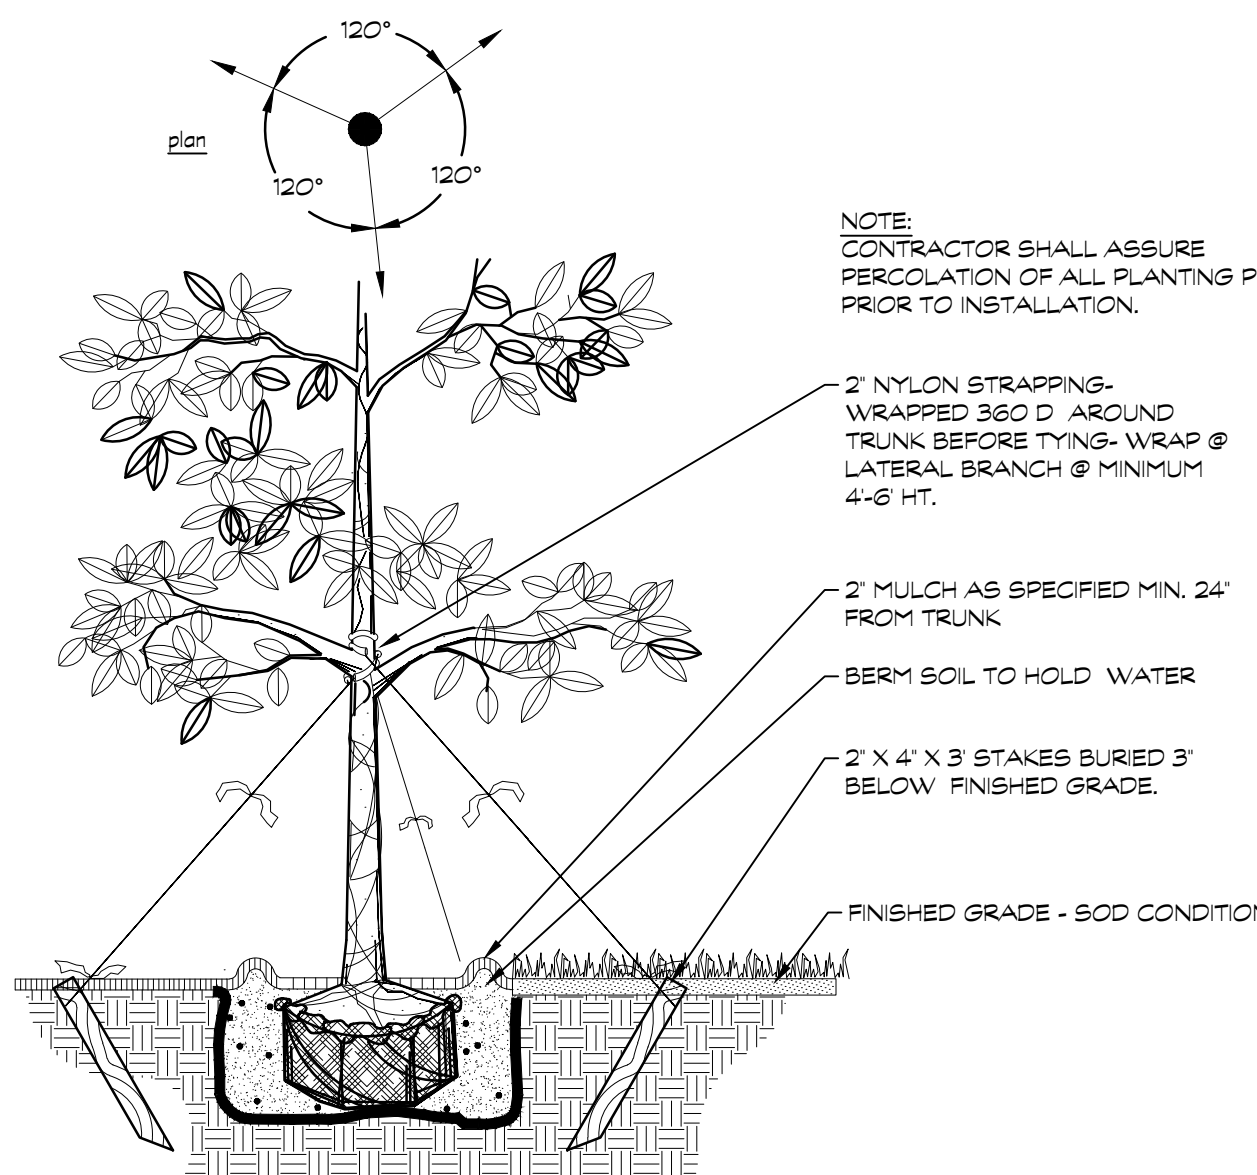 120°
plan
120°
120°
NOTE:
CONTRACTOR SHALL ASSURE
PERCOLATION OF ALL PLANTING P
PRIOR TO INSTALLATION.
2" NYLON STRAPPING-
WRAPPED 360 D AROUND
TRUNK BEFORE TYING- WRAP @
LATERAL BRANCH @ MINIMUM
4'-6' HT.
2" MULCH AS SPECIFIED MIN. 24"
FROM TRUNK
BERM SOIL TO HOLD WATER
2" X 4" X 3' STAKES BURIED 3"
BELOW FINISHED GRADE.
FINISHED GRADE - SOD CONDITION